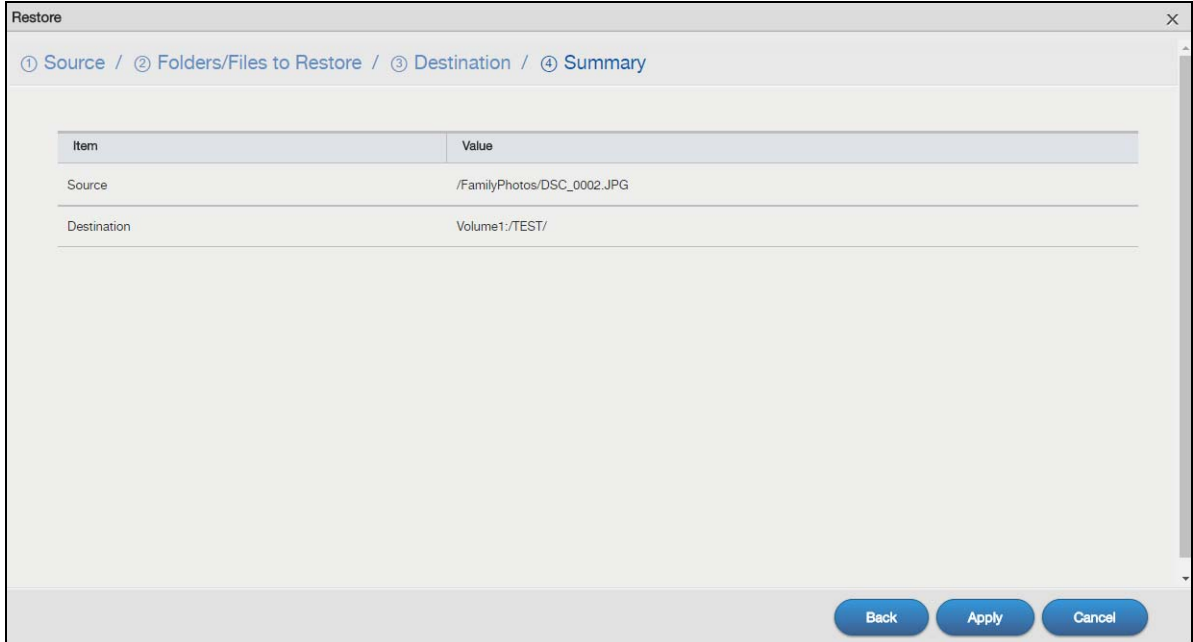 Restore
① Source / ② Folders/Files to Restore / ③ Destination / ④ Summary
Item Value
Source /FamilyPhotos/DSC_0002.JPG
Destination Volume1:/TEST/
Back Apply Cancel